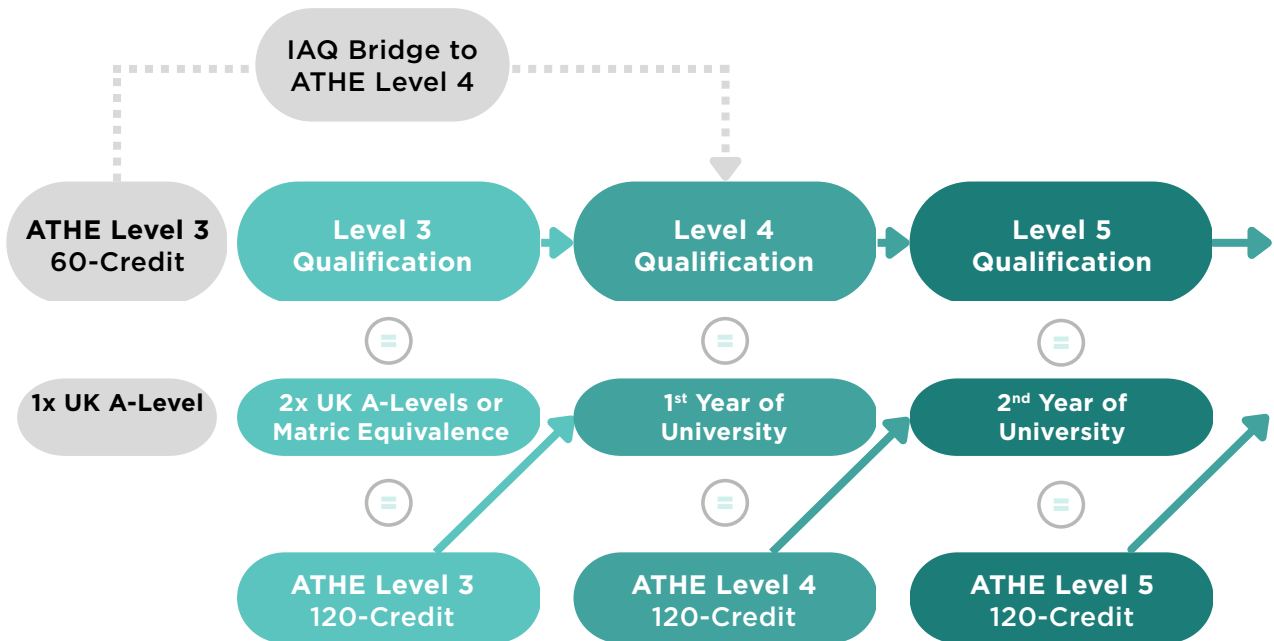 IAQ Bridge to
ATHE Level 4
ATHE Level 3
60-Credit
Level 3
Qualification
Level 4
Qualification
Level 5
Qualification
=
=
=
1x UK A-Level
2x UK A-Levels or
Matric Equivalence
1st Year of
University
2nd Year of
University
=
=
=
ATHE Level 3
120-Credit
ATHE Level 4
120-Credit
ATHE Level 5
120-Credit